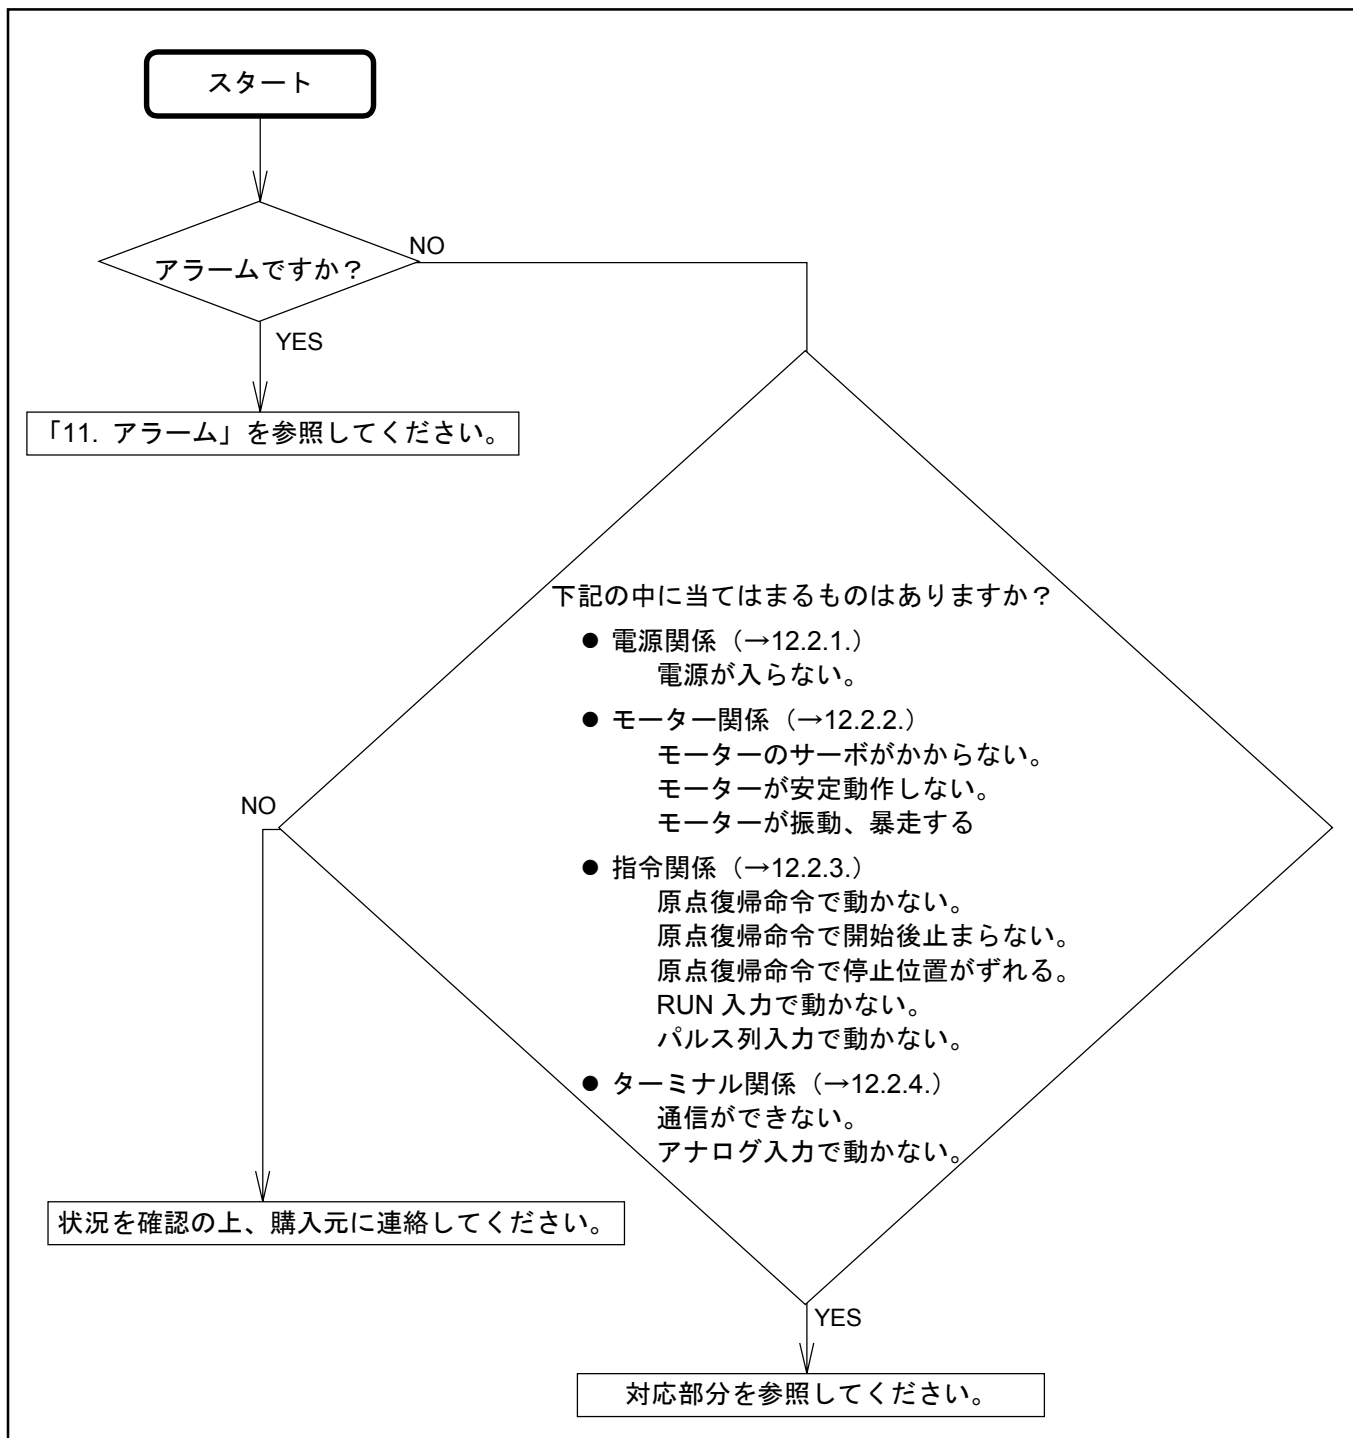 スタート
アラームですか？
NO
YES
「11. アラーム」を参照してください。
下記の中に当てはまるものはありますか？
● 電源関係（→12.2.1.）
電源が入らない。
● モーター関係（→12.2.2.）
モーターのサーボがかからない。
モーターが安定動作しない。
モーターが振動、暴走する
NO
● 指令関係（→12.2.3.）
原点復帰命令で動かない。
原点復帰命令で開始後止まらない。
原点復帰命令で停止位置がずれる。
RUN 入力で動かない。
パルス列入力で動かない。
● ターミナル関係（→12.2.4.）
通信ができない。
アナログ入力で動かない。
状況を確認の上、購入元に連絡してください。
YES
対応部分を参照してください。